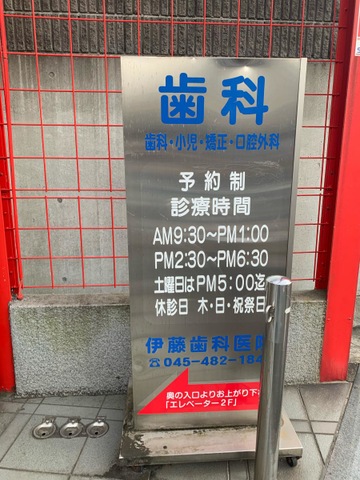 歯科
歯科・小児・矯正・口腔外科
予約制
診療時間
AM9:30〜PM1:00
PM2:30〜PM6:30
土曜日はPM5:00迄
休診日 木・日・祝祭日
伊藤歯科医院
☎045-482-184
奥の入口よりお上がり下
「エレベーター2F」